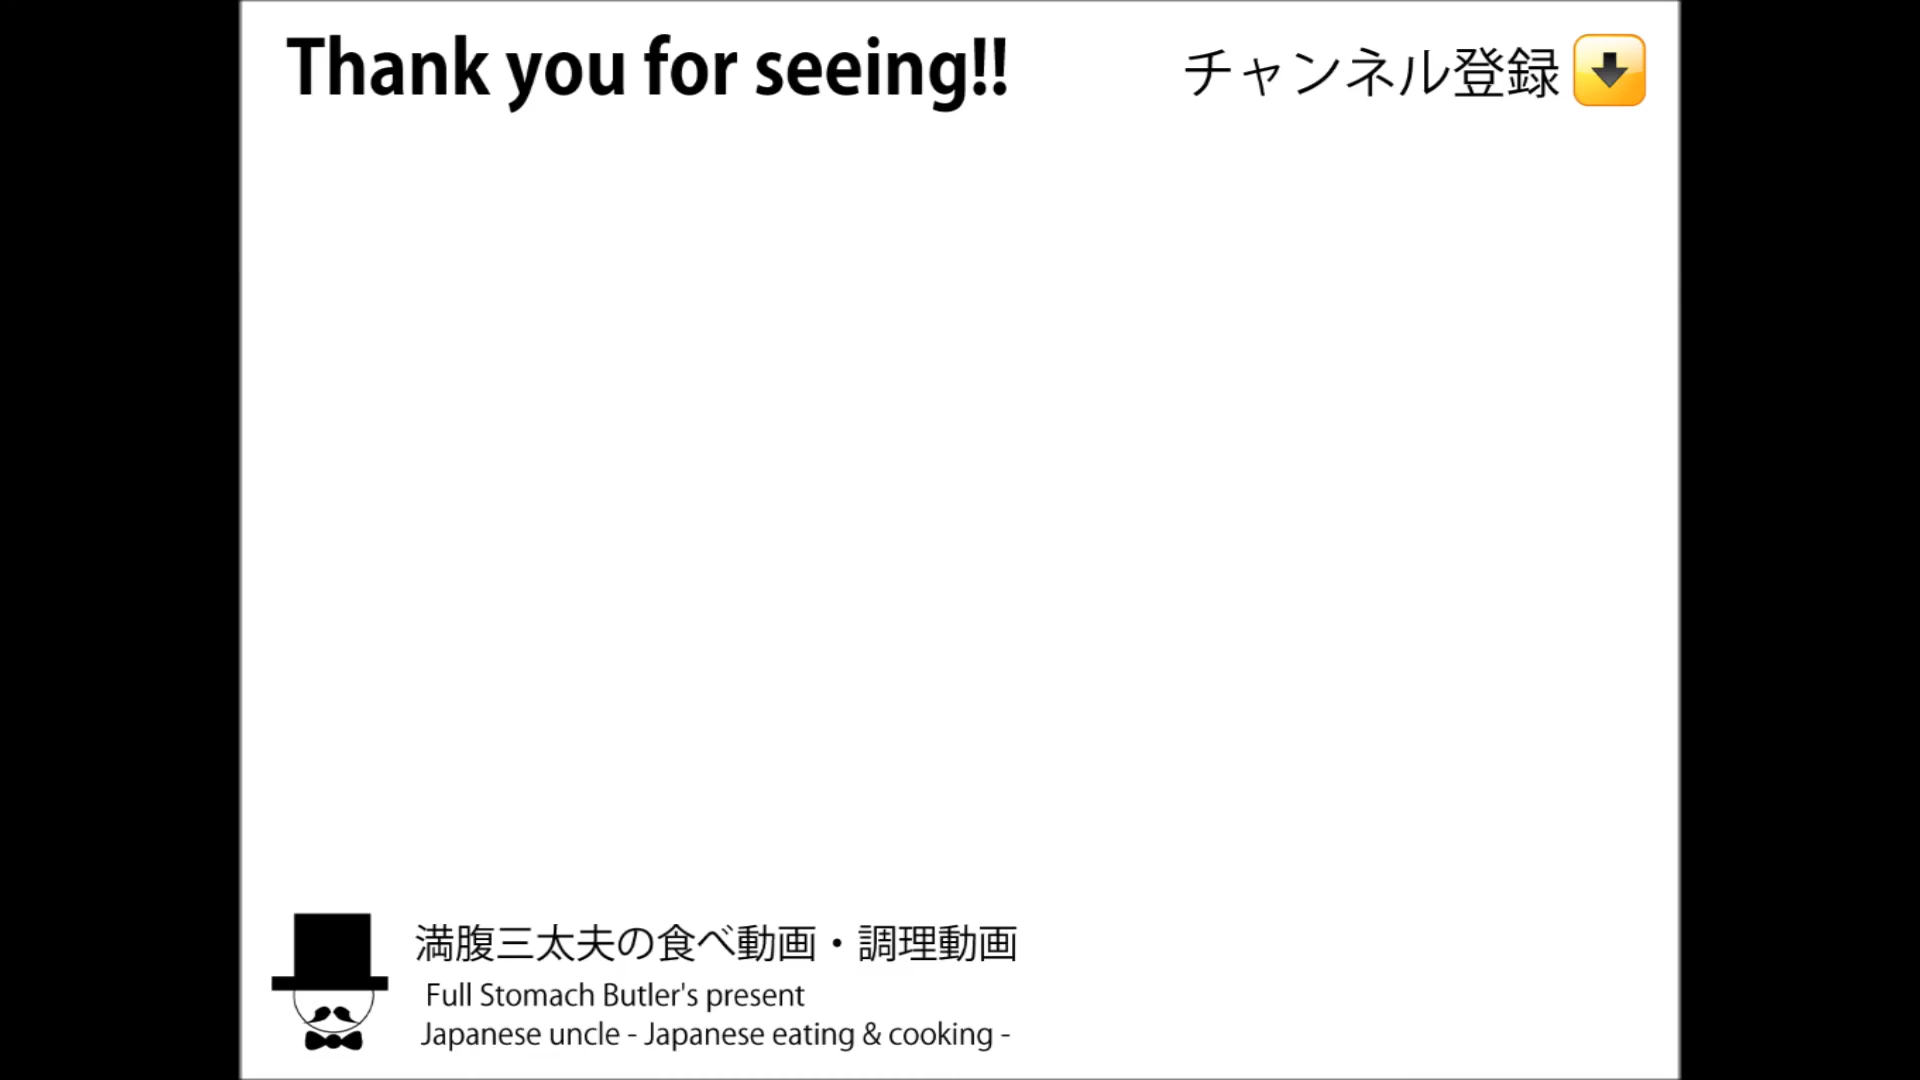 Thank you for seeing!!
チャンネル登録
満腹三太夫の食べ動画・調理動画
Full Stomach Butler's present
Japanese uncle - Japanese eating & cooking -